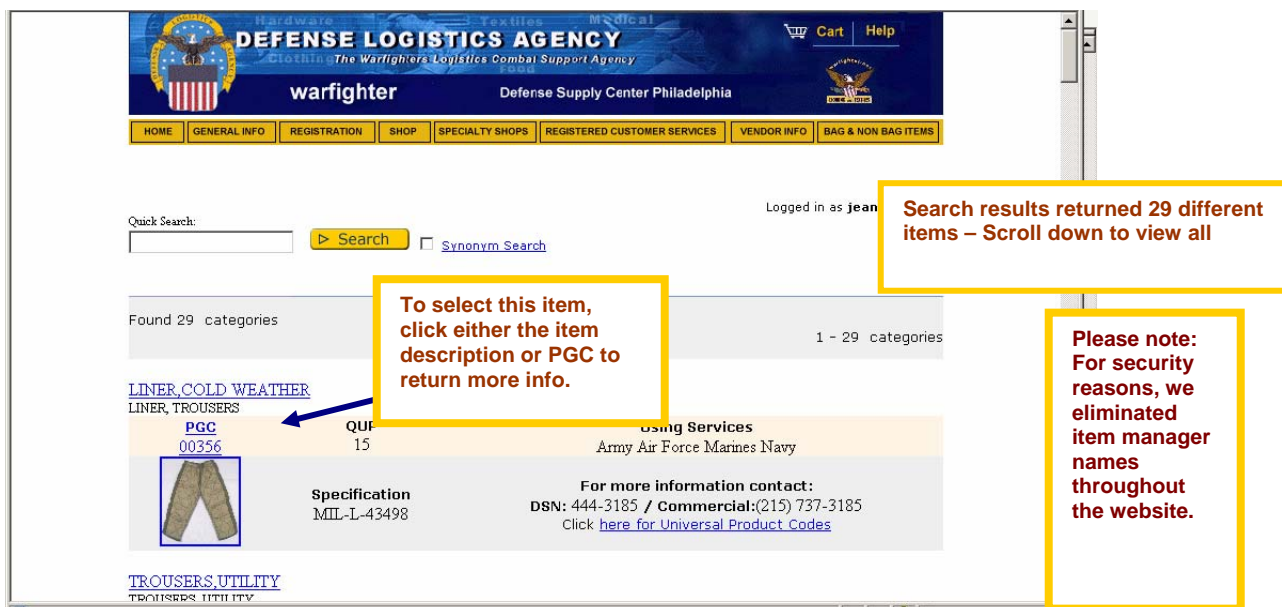 Hardware Textiles Medical
DEFENSE LOGISTICS AGENCY
Clothing The Warfighters Logistics Combat Support Agency
Food
Cart Help
warfighter Defense Supply Center Philadelphia
HOME GENERAL INFO REGISTRATION SHOP SPECIALTY SHOPS REGISTERED CUSTOMER SERVICES VENDOR INFO BAG & NON BAG ITEMS
Logged in as jean
Search results returned 29 different
items – Scroll down to view all
Quick Search:
Search Synonym Search
To select this item,
click either the item
description or PGC to
return more info.
Found 29 categories
1 - 29 categories
Please note:
For security
reasons, we
eliminated
item manager
names
throughout
the website.
LINER,COLD WEATHER
LINER, TROUSERS
PGC QUP Using Services
00356 15 Army Air Force Marines Navy
Specification
MIL-L-43498
For more information contact:
DSN: 444-3185 / Commercial:(215) 737-3185
Click here for Universal Product Codes
TROUSERS,UTILITY
TROUSERS, UTILITY